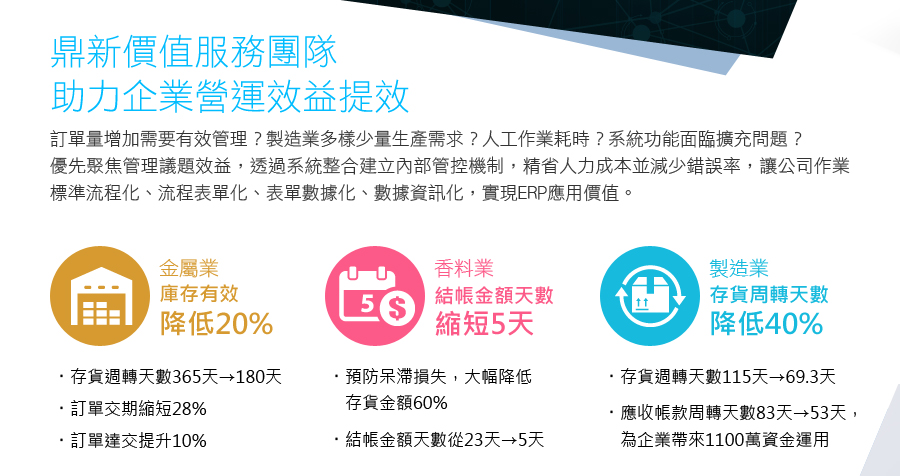 鼎新價值服務團隊
助力企業營運效益提效
訂單量增加需要有效管理？製造業多樣少量生產需求？人工作業耗時？系統功能面臨擴充問題？
優先聚焦管理議題效益，透過系統整合建立內部管控機制，精省人力成本並減少錯誤率，讓公司作業
標準流程化、流程表單化、表單數據化、數據資訊化，實現ERP應用價值。
金屬業
庫存有效
降低20%
・存貨週轉天數365天→180天
・訂單交期縮短28%
・訂單達交提升10%
5
$
香料業
結帳金額天數
縮短5天
・預防呆滯損失，大幅降低
存貨金額60%
・結帳金額天數從23天→5天
製造業
存貨周轉天數
降低40%
・存貨週轉天數115天→69.3天
・應收帳款周轉天數83天→53天，
為企業帶來1100萬資金運用